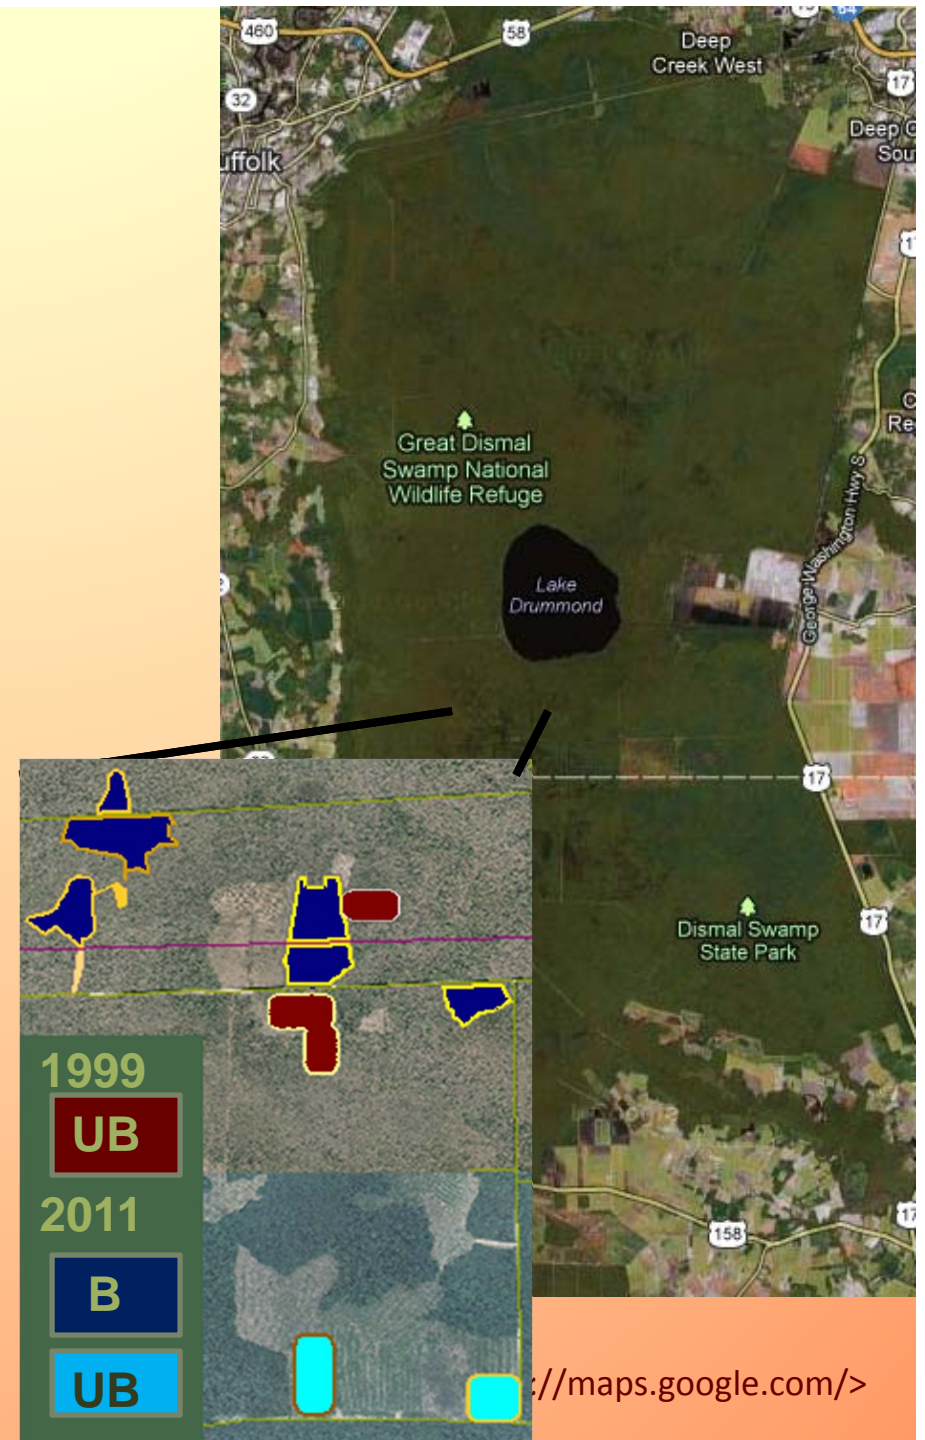 460
58
64
Deep
Creek West
17
32
Deep
Sou
uffolk
Great Dismal
Swamp National
Wildlife Refuge
Re
George Washington Hwy S
Lake
Drummond
17
Dismal Swamp
State Park
17
1999
UB
2011
B
UB
158
17
://maps.google.com/>